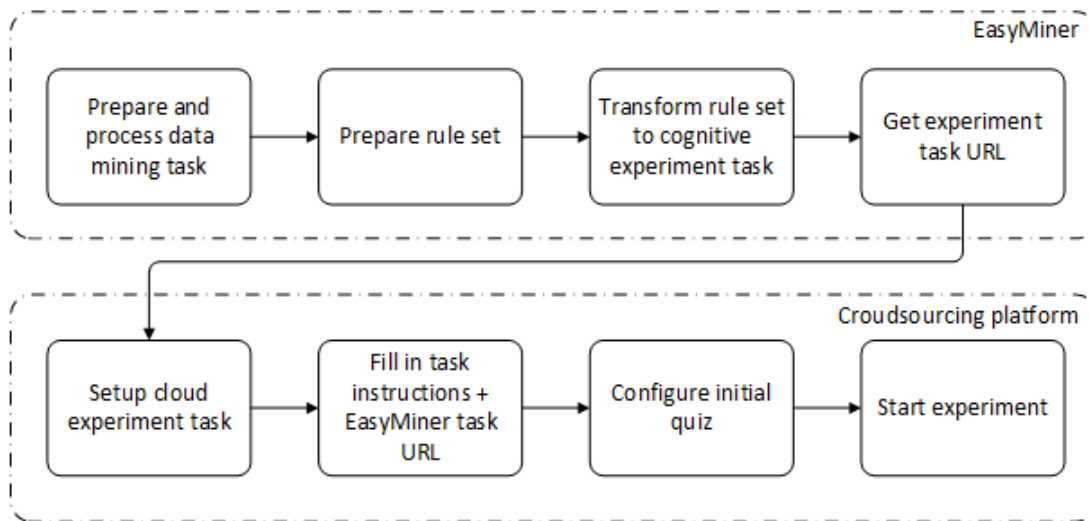 EasyMiner
Prepare and
process data
mining task
Prepare rule set
Transform rule set
to cognitive
experiment task
Get experiment
task URL
Croudsourcing platform
Setup cloud
experiment task
Fill in task
instructions +
EasyMiner task
URL
Configure initial
quiz
Start experiment